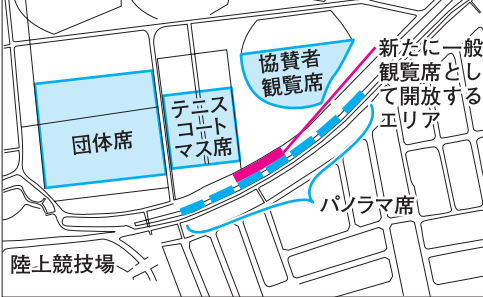 協賛者
観覧席
新たに一般
観覧席とし
て開放する
エリア
テニス
コート
マス席
団体席
パノラマ席
陸上競技場